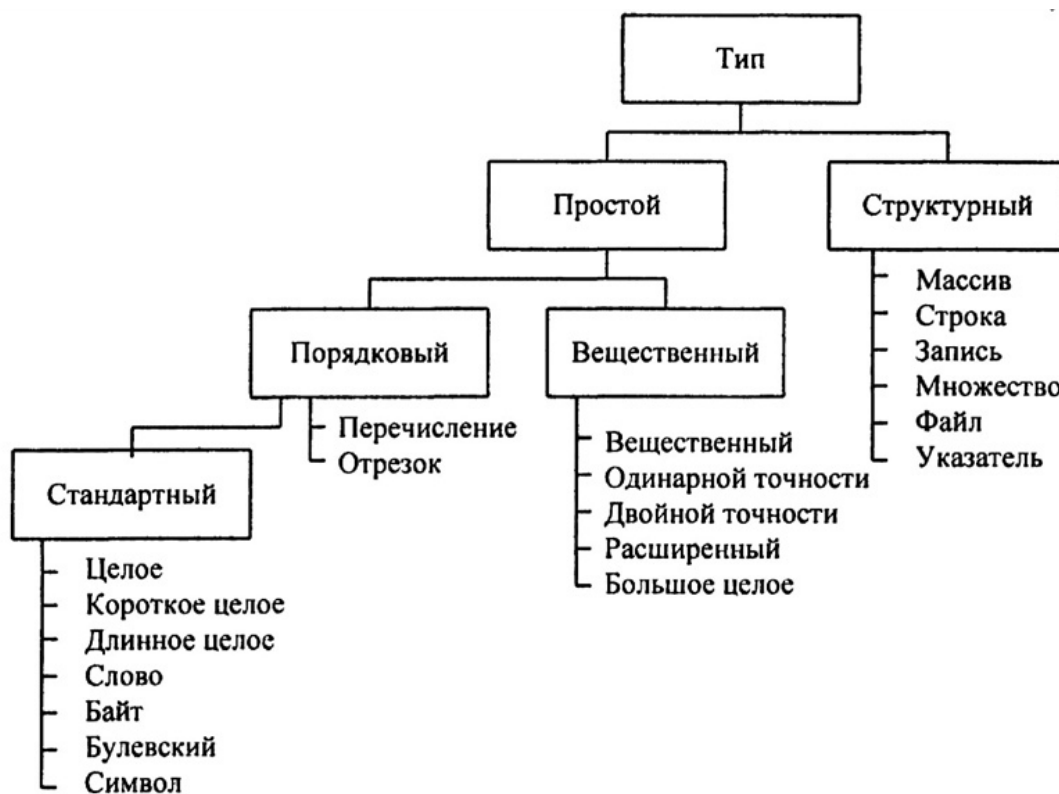 Тип
Простой
Структурный
Массив
Строка
Запись
Множество
Файл
Указатель
Порядковый
Перечисление
Отрезок
Вещественный
Вещественный
Одинарной точности
Двойной точности
Расширенный
Большое целое
Стандартный
Целое
Короткое целое
Длинное целое
Слово
Байт
Булевский
Символ